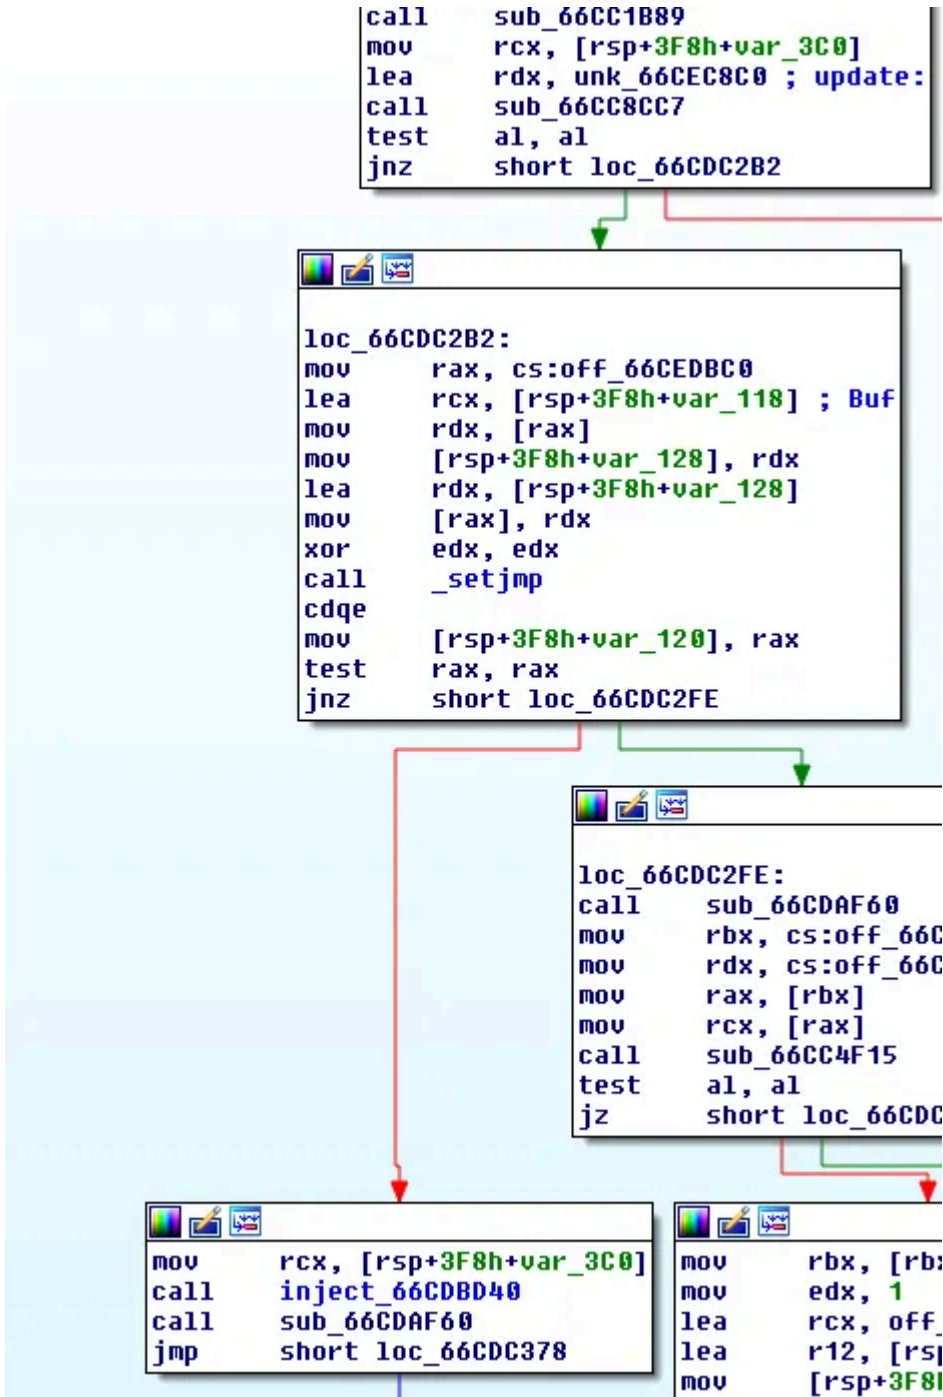 call sub_66CC1B89
mov rcx, [rsp+3F8h+var_3C0]
lea rdx, unk_66CEC8C0 ; update:
call sub_66CC8CC7
test al, al
jnz short loc_66CDC2B2
loc_66CDC2B2:
mov rax, cs:off_66CEDBC0
lea rcx, [rsp+3F8h+var_118] ; Buf
mov rdx, [rax]
mov [rsp+3F8h+var_128], rdx
lea rdx, [rsp+3F8h+var_128]
mov [rax], rdx
xor edx, edx
call _setjmp
cdqe
mov [rsp+3F8h+var_120], rax
test rax, rax
jnz short loc_66CDC2FE
loc_66CDC2FE:
call sub_66CDAF60
mov rbx, cs:off_66C
mov rdx, cs:off_66C
mov rax, [rbx]
mov rcx, [rax]
call sub_66CC4F15
test al, al
jz short loc_66CDC
mov rcx, [rsp+3F8h+var_3C0]
call inject_66CDBD40
call sub_66CDAF60
jmp short loc_66CDC378
mov rbx, [rb
mov edx, 1
lea rcx, off_
lea r12, [rsp
mov [rsp+3F8h